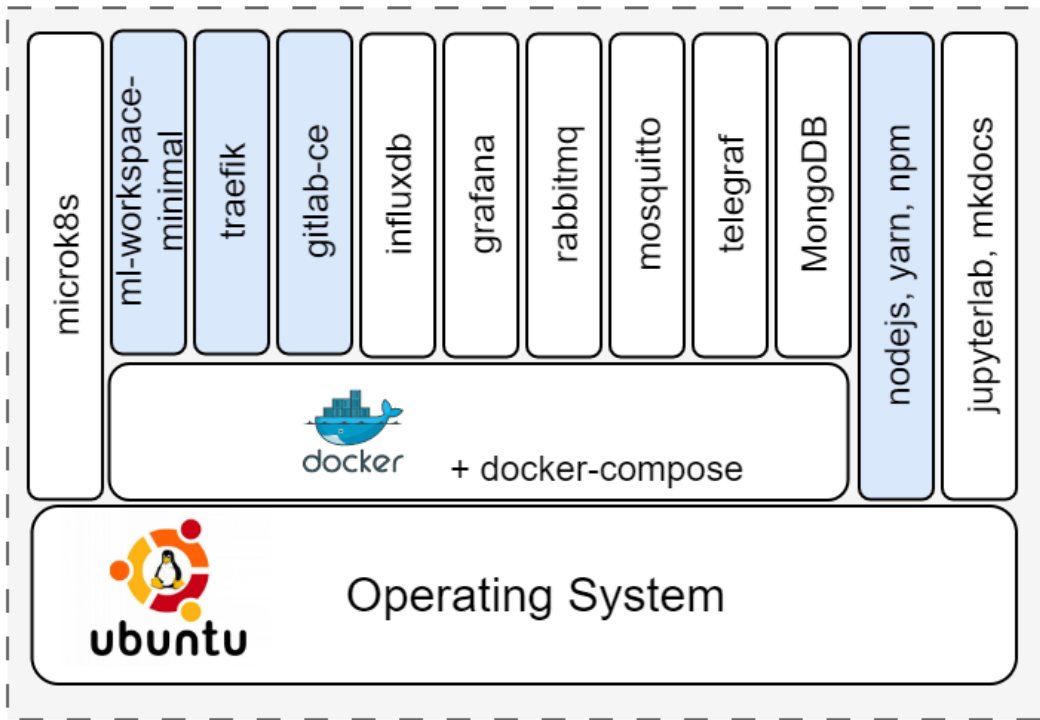 microk8s
ml-workspace-
minimal
traefik
gitlab-ce
influxdb
grafana
rabbitmq
mosquitto
telegraf
MongoDB
nodejs, yarn, npm
jupyterlab, mkdocs
docker
+ docker-compose
ubuntu
Operating System